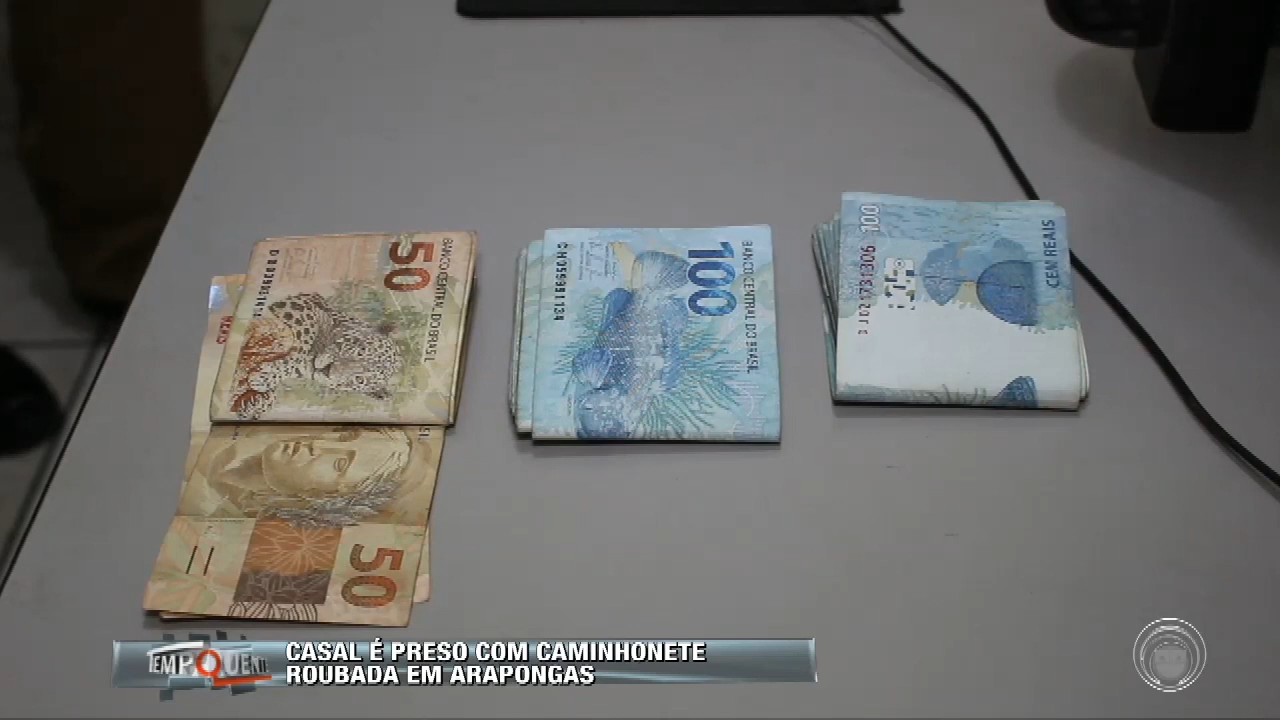 50
BANCO CENTRAL DO BRASIL
50
100
BANCO CENTRAL DO BRASIL
100
CEM REAIS
TEMPO QUENTE
CASAL É PRESO COM CAMINHONETE
ROUBADA EM ARAPONGAS